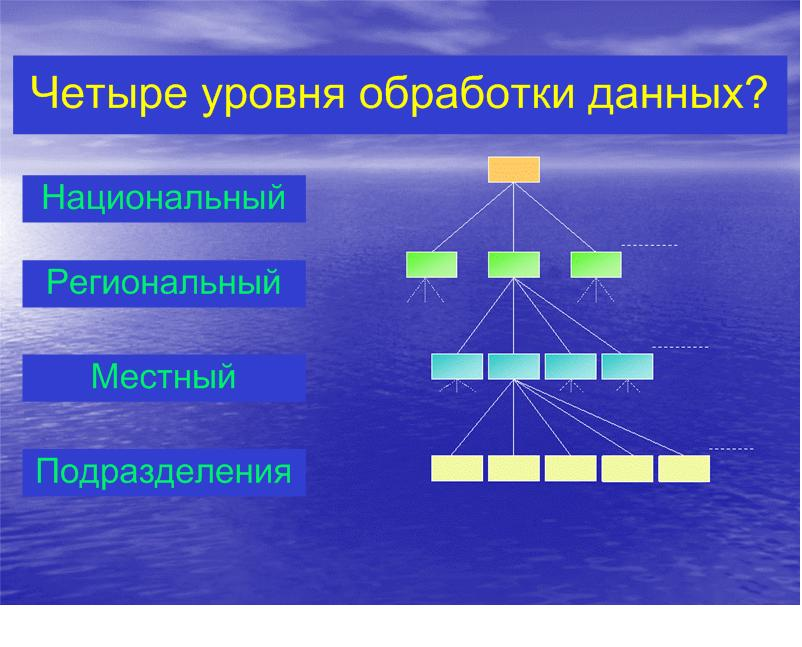 Четыре уровня обработки данных?
Национальный
Региональный
Местный
Подразделения